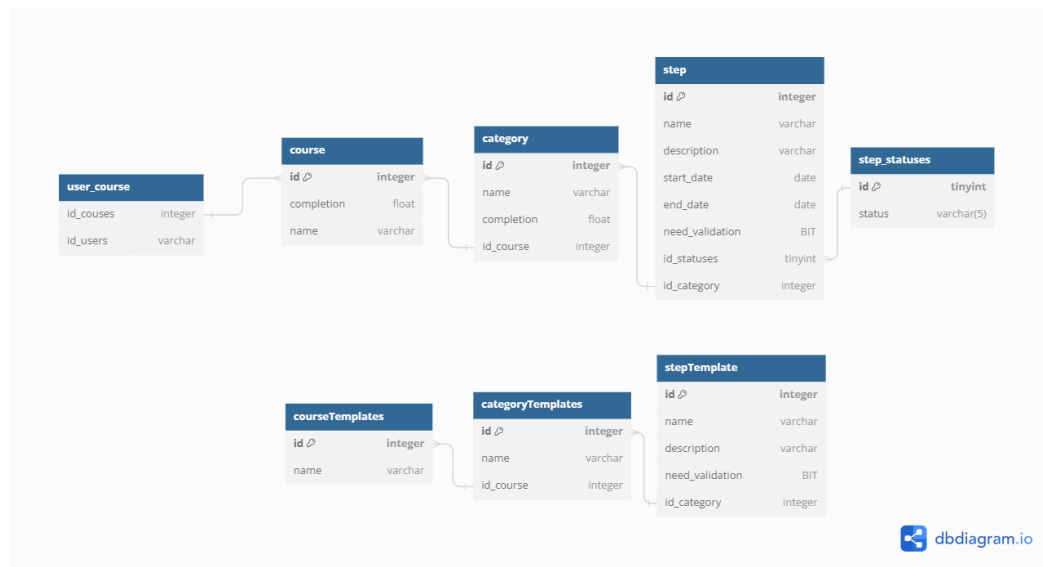 user_course
id_couses integer
id_users varchar
course
id integer
completion float
name varchar
category
id integer
name varchar
completion float
id_course integer
step
id integer
name varchar
description varchar
start_date date
end_date date
need_validation BIT
id_statuses tinyint
id_category integer
step_statuses
id tinyint
status varchar(5)
courseTemplates
id integer
name varchar
categoryTemplates
id integer
name varchar
id_course integer
stepTemplate
id integer
name varchar
description varchar
need_validation BIT
id_category integer
dbdiagram.io